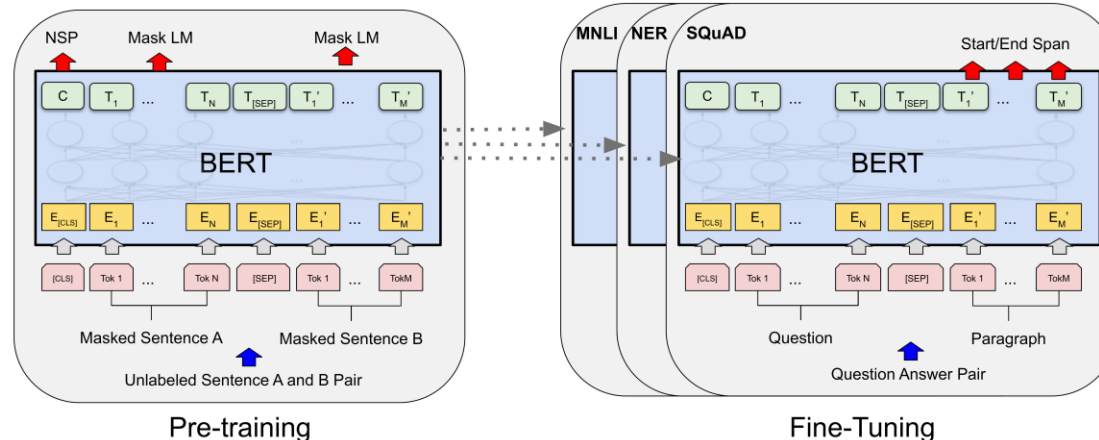 NSP Mask LM Mask LM
C T1 ... TN T[SEP] T1' ... TM'
BERT
E[CLS] E1 ... EN E[SEP] E1' ... EM'
[CLS] Tok 1 ... Tok N [SEP] Tok 1 ... TokM
Masked Sentence A Masked Sentence B
Unlabeled Sentence A and B Pair
Pre-training
MNLI NER SQuAD
Start/End Span
C T1 ... TN T[SEP] T1' ... TM'
BERT
E[CLS] E1 ... EN E[SEP] E1' ... EM'
[CLS] Tok 1 ... Tok N [SEP] Tok 1 ... TokM
Question Paragraph
Question Answer Pair
Fine-Tuning